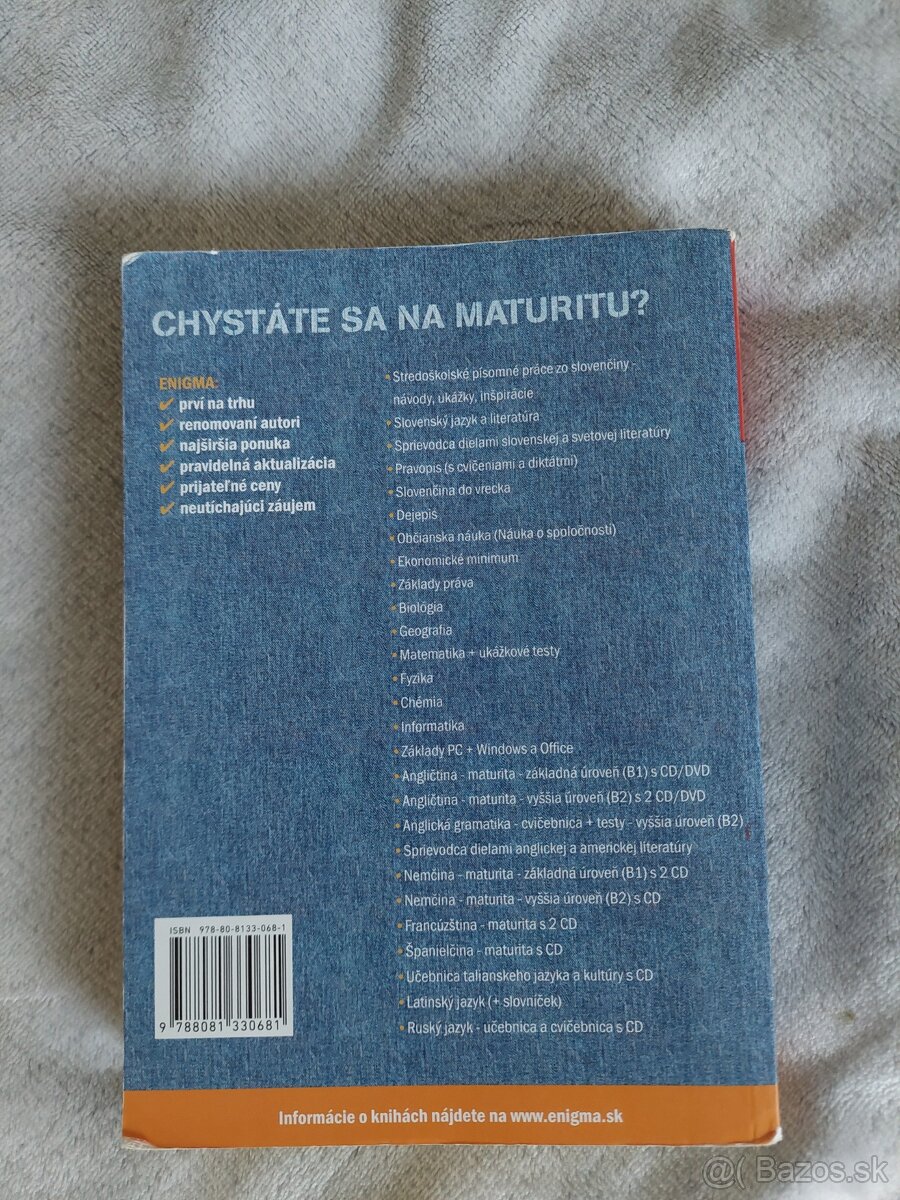 CHYSTÁTE SA NA MATURITU?
ENIGMA:
✔ prví na trhu
✔ renomovaní autori
✔ najširšia ponuka
✔ pravidelná aktualizácia
✔ prijateľné ceny
✔ neutíchajúci záujem
• Stredoškolské písomné práce zo slovenčiny -
návody, ukážky, inšpirácie
• Slovenský jazyk a literatúra
• Sprievodca dielami slovenskej a svetovej literatúry
• Pravopis (s cvičeniami a diktátmi)
• Slovenčina do vrecka
• Dejepis
• Občianska náuka (Náuka o spoločnosti)
• Ekonomické minimum
• Základy práva
• Biológia
• Geografia
• Matematika + ukážkové testy
• Fyzika
• Chémia
• Informatika
• Základy PC + Windows a Office
• Angličtina - maturita - základná úroveň (B1) s CD/DVD
• Angličtina - maturita - vyššia úroveň (B2) s 2 CD/DVD
• Anglická gramatika - cvičebnica + testy - vyššia úroveň (B2)
• Sprievodca dielami anglickej a americkej literatúry
• Nemčina - maturita - základná úroveň (B1) s 2 CD
• Nemčina - maturita - vyššia úroveň (B2) s CD
• Francúzština - maturita s 2 CD
• Španielčina - maturita s CD
• Učebnica talianskeho jazyka a kultúry s CD
• Latinský jazyk (+ slovníček)
• Ruský jazyk - učebnica a cvičebnica s CD
ISBN 978-80-8133-068-1
9 788081 330681
Informácie o knihách nájdete na www.enigma.sk
@( Bazos.sk